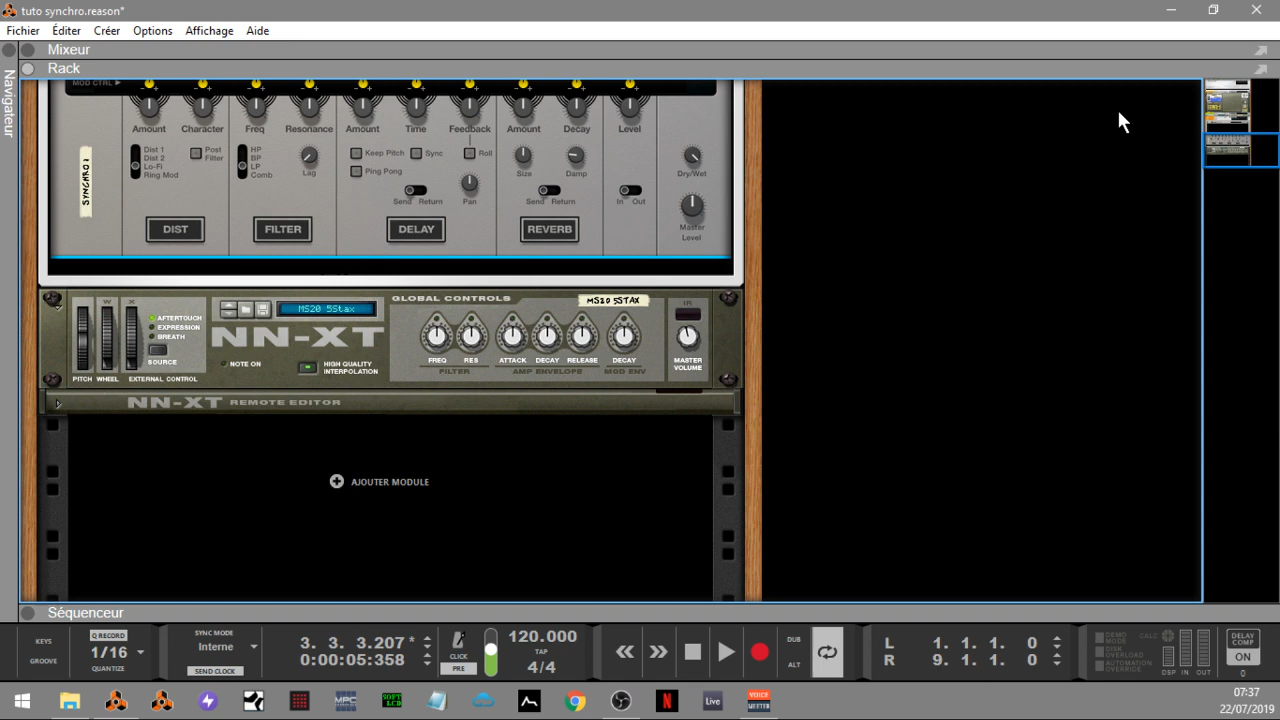 tuto synchro.reason*
Fichier Éditer Créer Options Affichage Aide
Mixeur
Rack
Navigateur
MOD CTRL
Amount Character Freq Resonance Amount Time Feedback Amount Decay Level
SYNCHRO1
Dist 1
Dist 2
Lo-Fi
Ring Mod
Post Filter
HP
BP
LP
Comb
Lag
Keep Pitch Sync Roll
Ping Pong
Send Return
Pan
Size Damp
Send Return
In Out
Dry/Wet
Master Level
DIST FILTER DELAY REVERB
W X
AFTERTOUCH
EXPRESSION
BREATH
SOURCE
PITCH WHEEL EXTERNAL CONTROL
MS20 5Stax
NN-XT
NOTE ON
HIGH QUALITY INTERPOLATION
GLOBAL CONTROLS
MS20 5STAX
FREQ RES ATTACK DECAY RELEASE DECAY
FILTER AMP ENVELOPE MOD ENV
MASTER VOLUME
NN-XT REMOTE EDITOR
AJOUTER MODULE
Séquenceur
KEYS
GROOVE
Q RECORD
1/16
QUANTIZE
SYNC MODE
Interne
SEND CLOCK
3. 3. 3.207 *
0:00:05:358
CLICK
PRE
120.000
TAP
4/4
DUB
ALT
L 1. 1. 1. 0
R 9. 1. 1. 0
DEMO MODE
DISK OVERLOAD
AUTOMATION OVERRIDE
CALC
DSP IN OUT
DELAY COMP
ON
0
MPC
SOFT LCD
N
Live
VOICE MEETER
07:37
22/07/2019